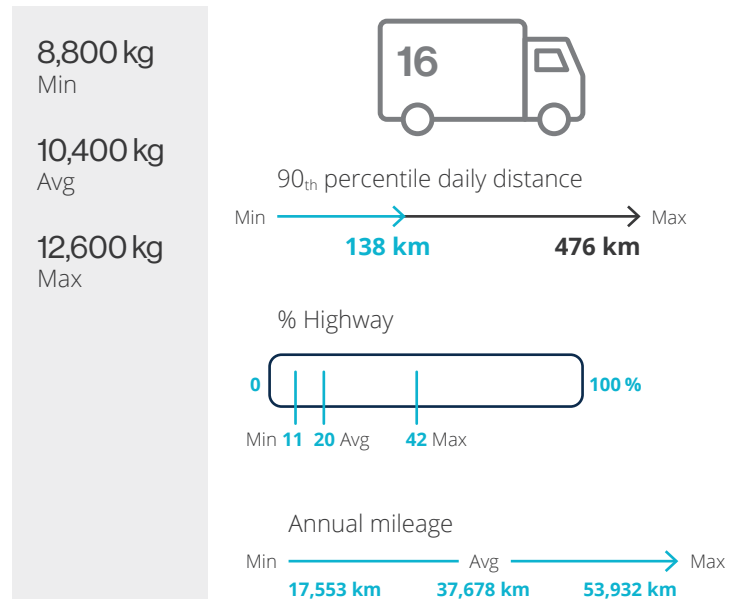 8,800 kg
Min
10,400 kg
Avg
12,600 kg
Max
16
90th percentile daily distance
Min Max
138 km 476 km
% Highway
0 100 %
Min 11 20 Avg 42 Max
Annual mileage
Min Avg Max
17,553 km 37,678 km 53,932 km